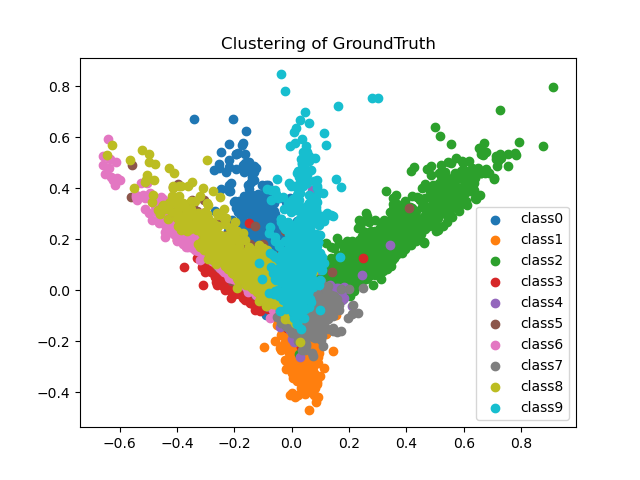 Clustering of GroundTruth
0.8
0.6
0.4
0.2
0.0
−0.2
−0.4
−0.6
−0.4
−0.2
0.0
0.2
0.4
0.6
0.8
class0
class1
class2
class3
class4
class5
class6
class7
class8
class9